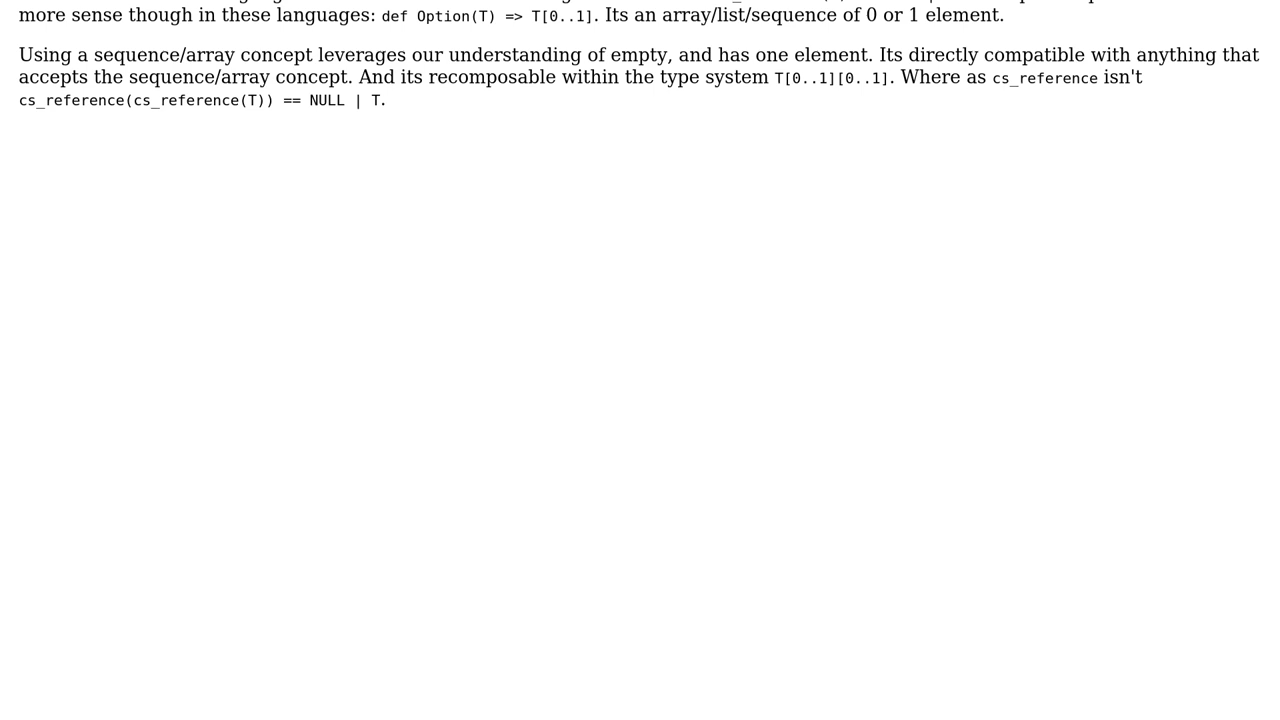 more sense though in these languages: def Option(T) => T[0..1]. Its an array/list/sequence of 0 or 1 element.
Using a sequence/array concept leverages our understanding of empty, and has one element. Its directly compatible with anything that
accepts the sequence/array concept. And its recomposable within the type system T[0..1][0..1]. Where as cs_reference isn't
cs_reference(cs_reference(T)) == NULL | T.